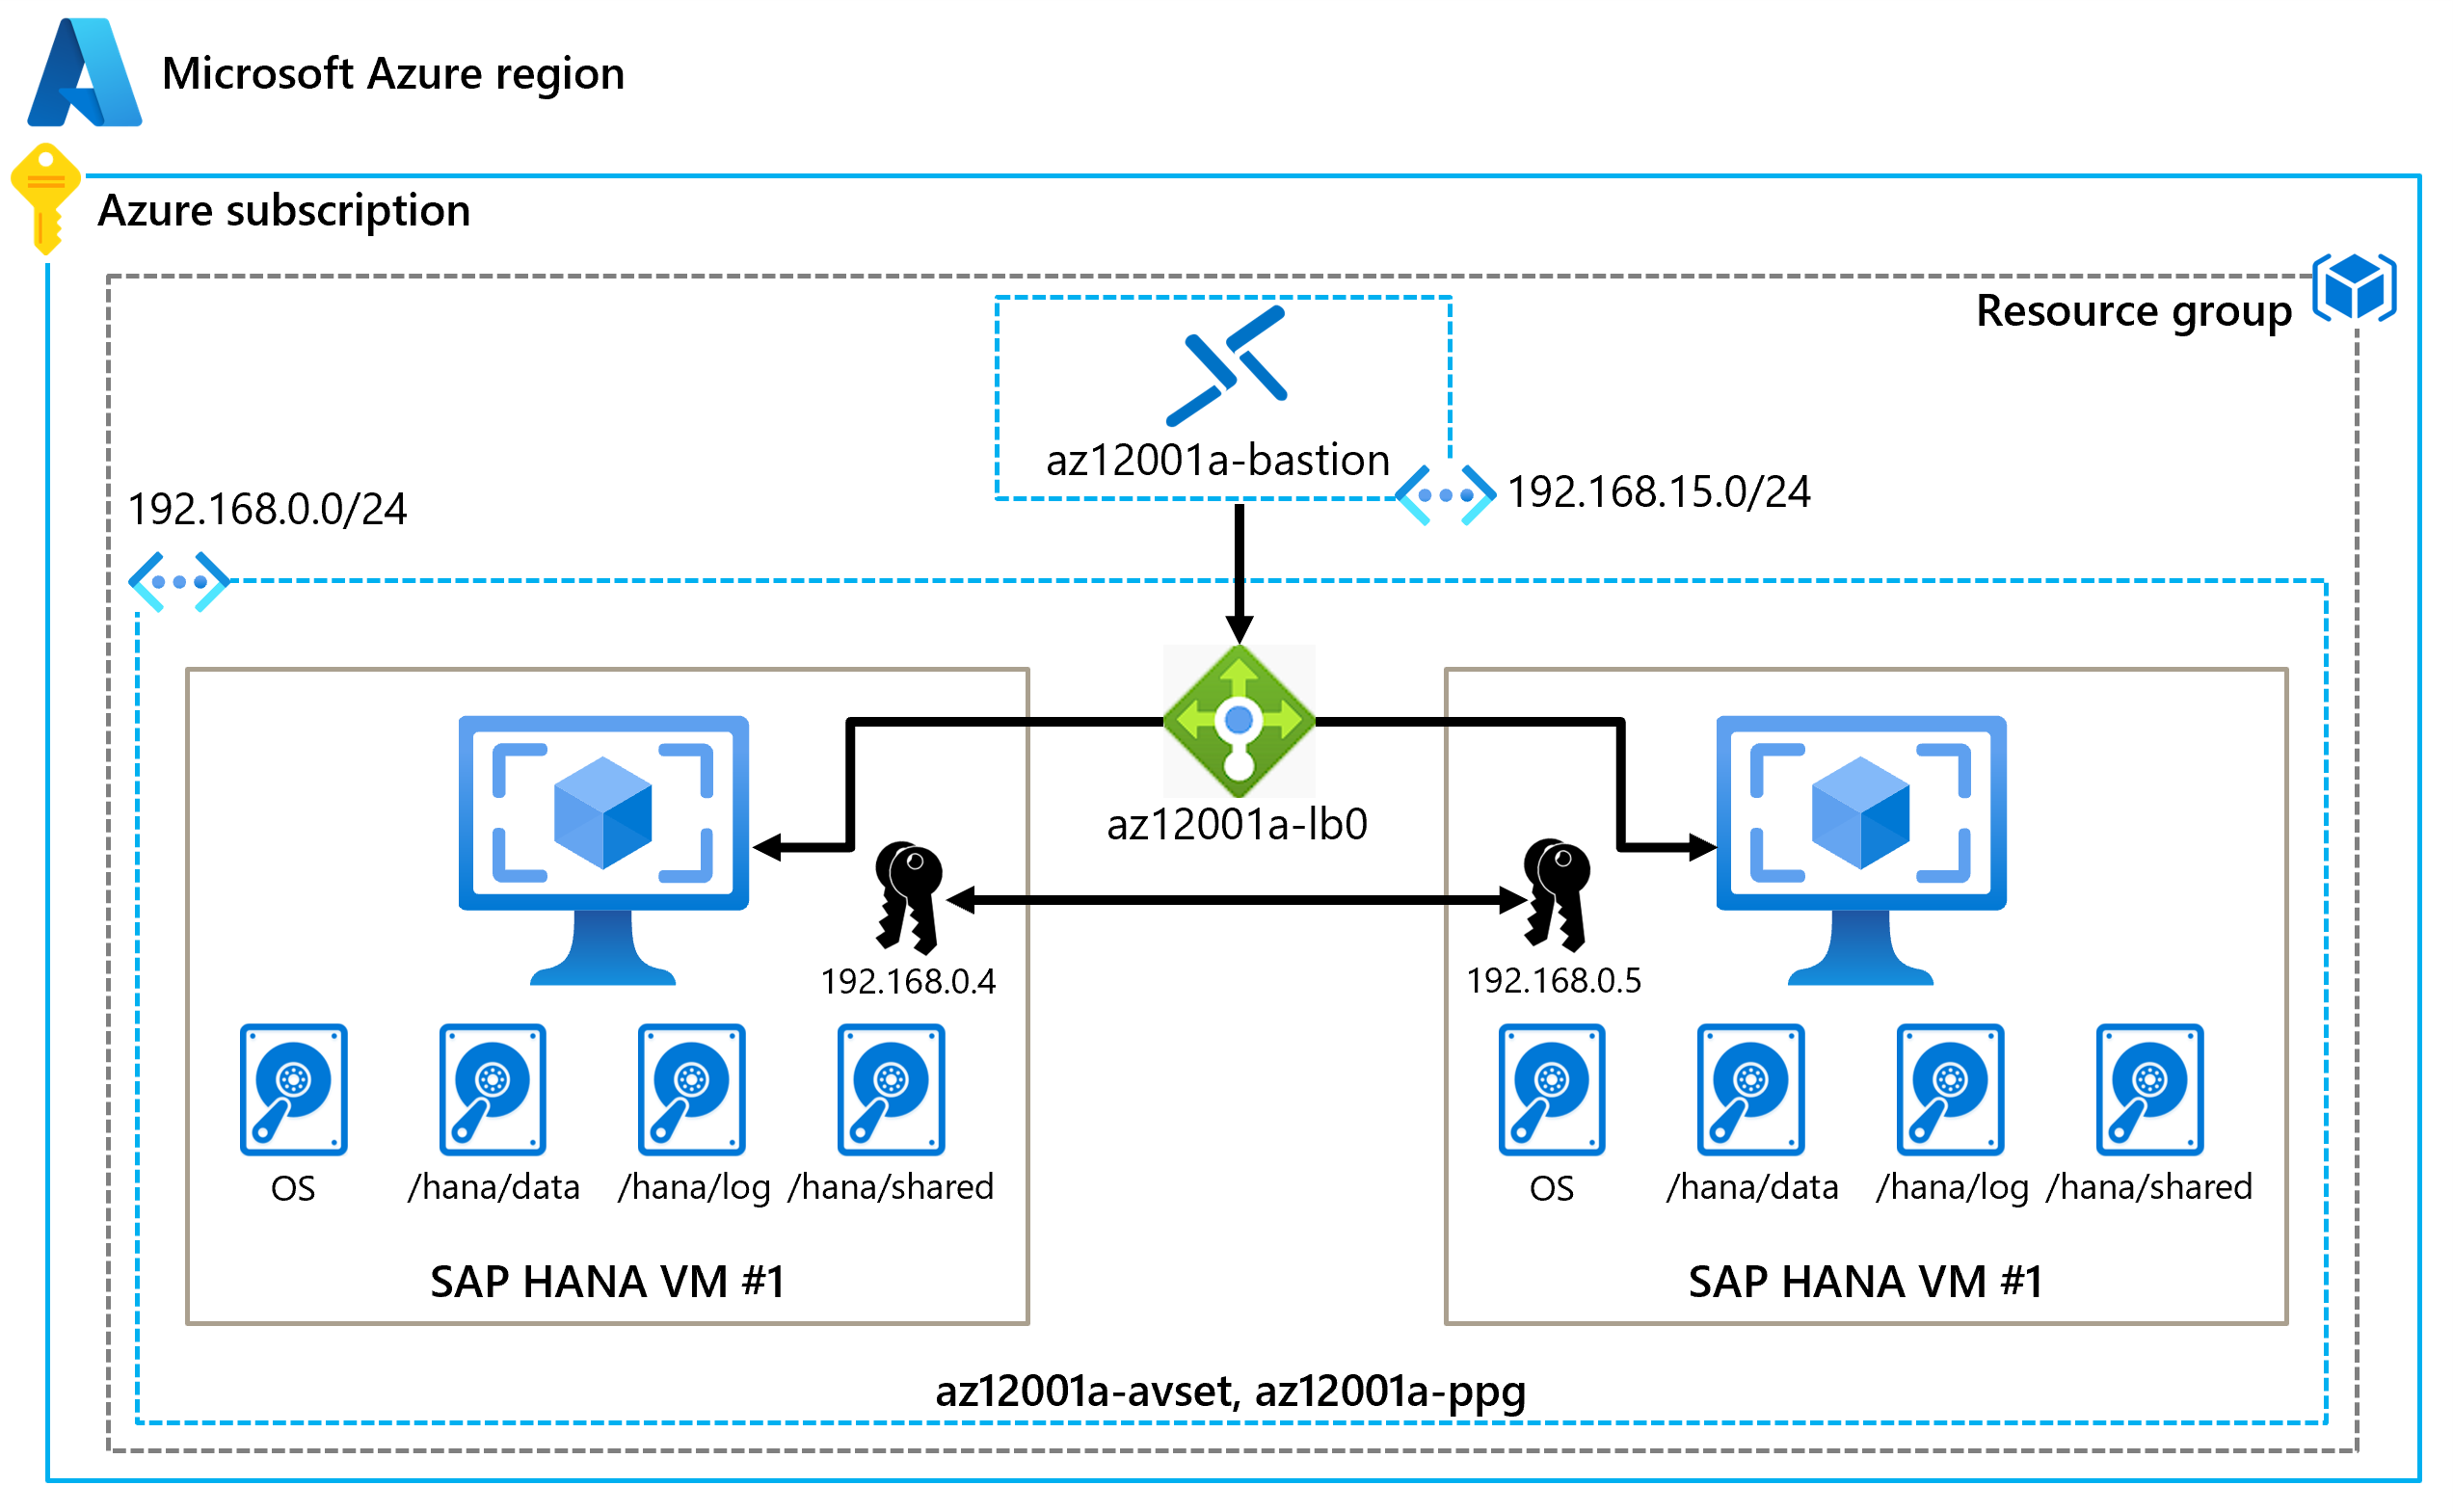 Microsoft Azure region
Azure subscription
Resource group
az12001a-bastion
192.168.15.0/24
192.168.0.0/24
az12001a-lb0
192.168.0.4
192.168.0.5
OS
/hana/data
/hana/log
/hana/shared
SAP HANA VM #1
OS
/hana/data
/hana/log
/hana/shared
SAP HANA VM #1
az12001a-avset, az12001a-ppg